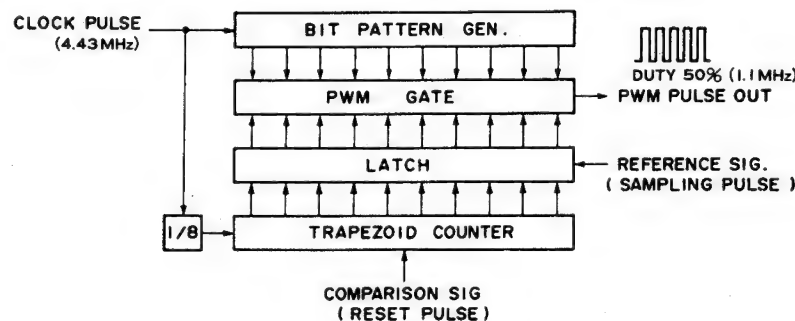 CLOCK PULSE
(4.43MHz)
BIT PATTERN GEN.
DUTY 50% (1.1MHz)
PWM GATE
PWM PULSE OUT
LATCH
REFERENCE SIG.
( SAMPLING PULSE )
1/8
TRAPEZOID COUNTER
COMPARISON SIG
( RESET PULSE )